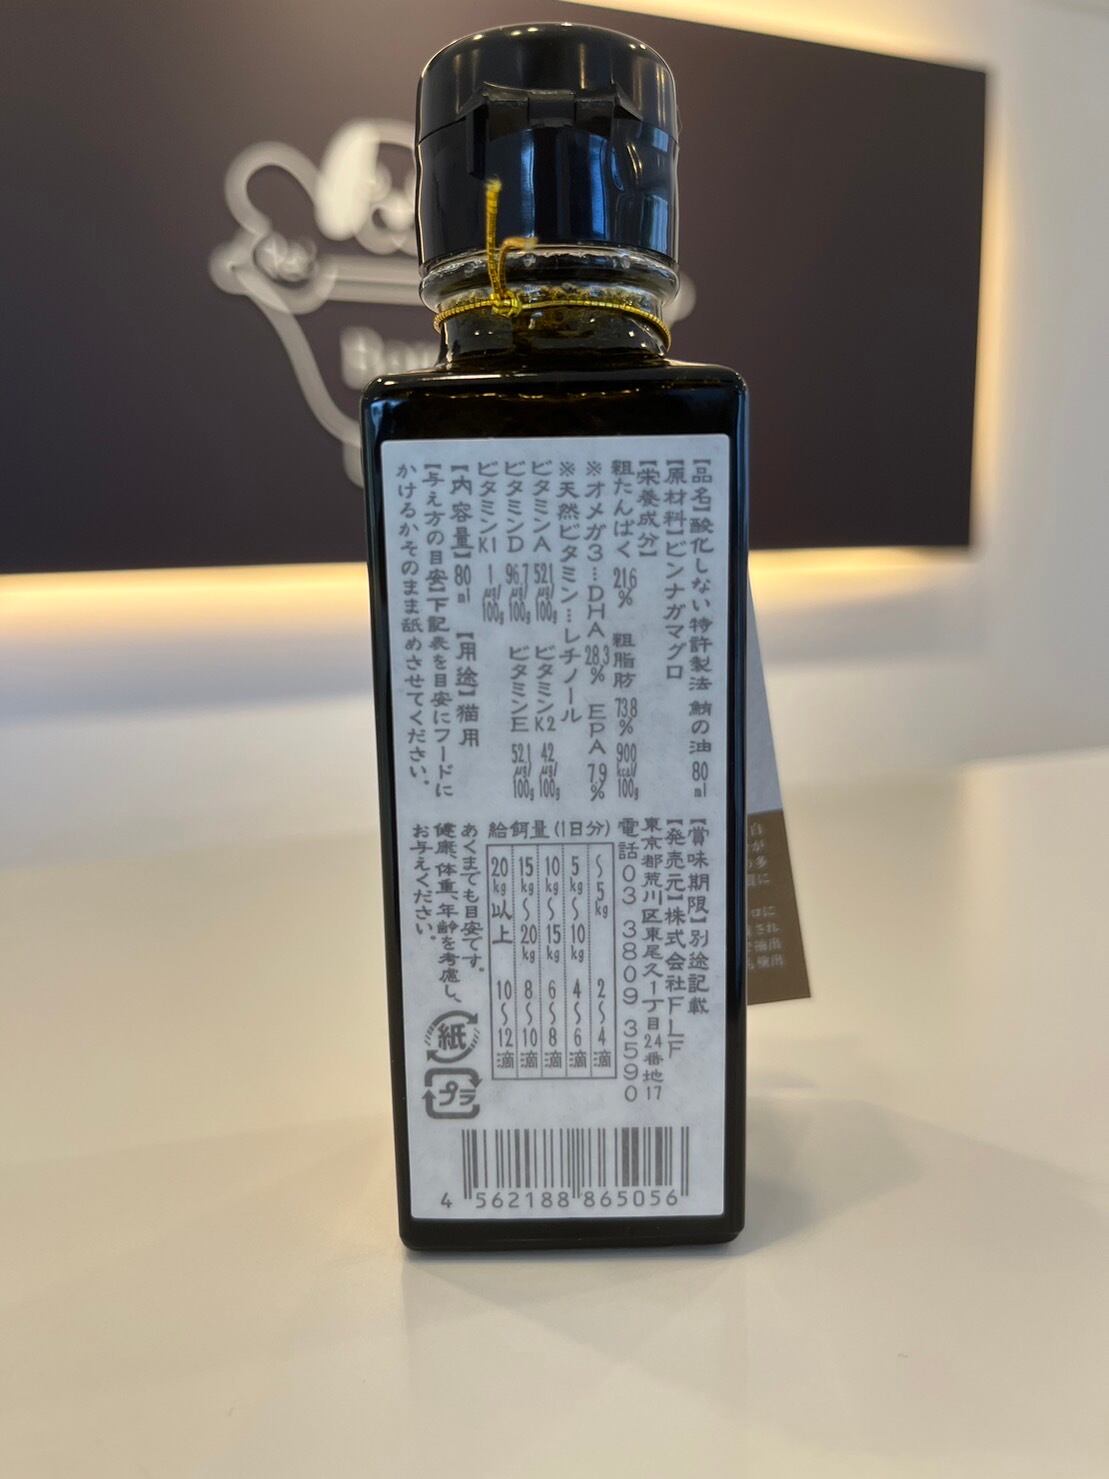 【品名】酸化しない特許製法 鮪の油 80ml
【原材料】ビンナガマグロ
【栄養成分】
粗たんぱく 21.6% 粗脂肪 73.8% 900kcal/100g
※オメガ3…DHA 28.3% EPA 7.9%
※天然ビタミン…レチノール
ビタミンA 521μg/100g ビタミンK2 42μg/100g
ビタミンD 96.7μg/100g ビタミンE 521μg/100g
ビタミンK1 1μg/100g
【内容量】80ml 【用途】猫用
【与え方の目安】下記表を目安にフードに
かけるかそのまま舐めさせてください。
【賞味期限】別途記載
【発売元】株式会社FLF
東京都荒川区東尾久1丁目24番地17
電話03 3809 3590
給餌量(1日分)
～5kg 2～4滴
5kg～10kg 4～6滴
10kg～15kg 6～8滴
15kg～20kg 8～10滴
20kg以上 10～12滴
あくまでも目安です。
健康、体重、年齢を考慮し、
お与えください。
紙
プラ
4 562188 865056